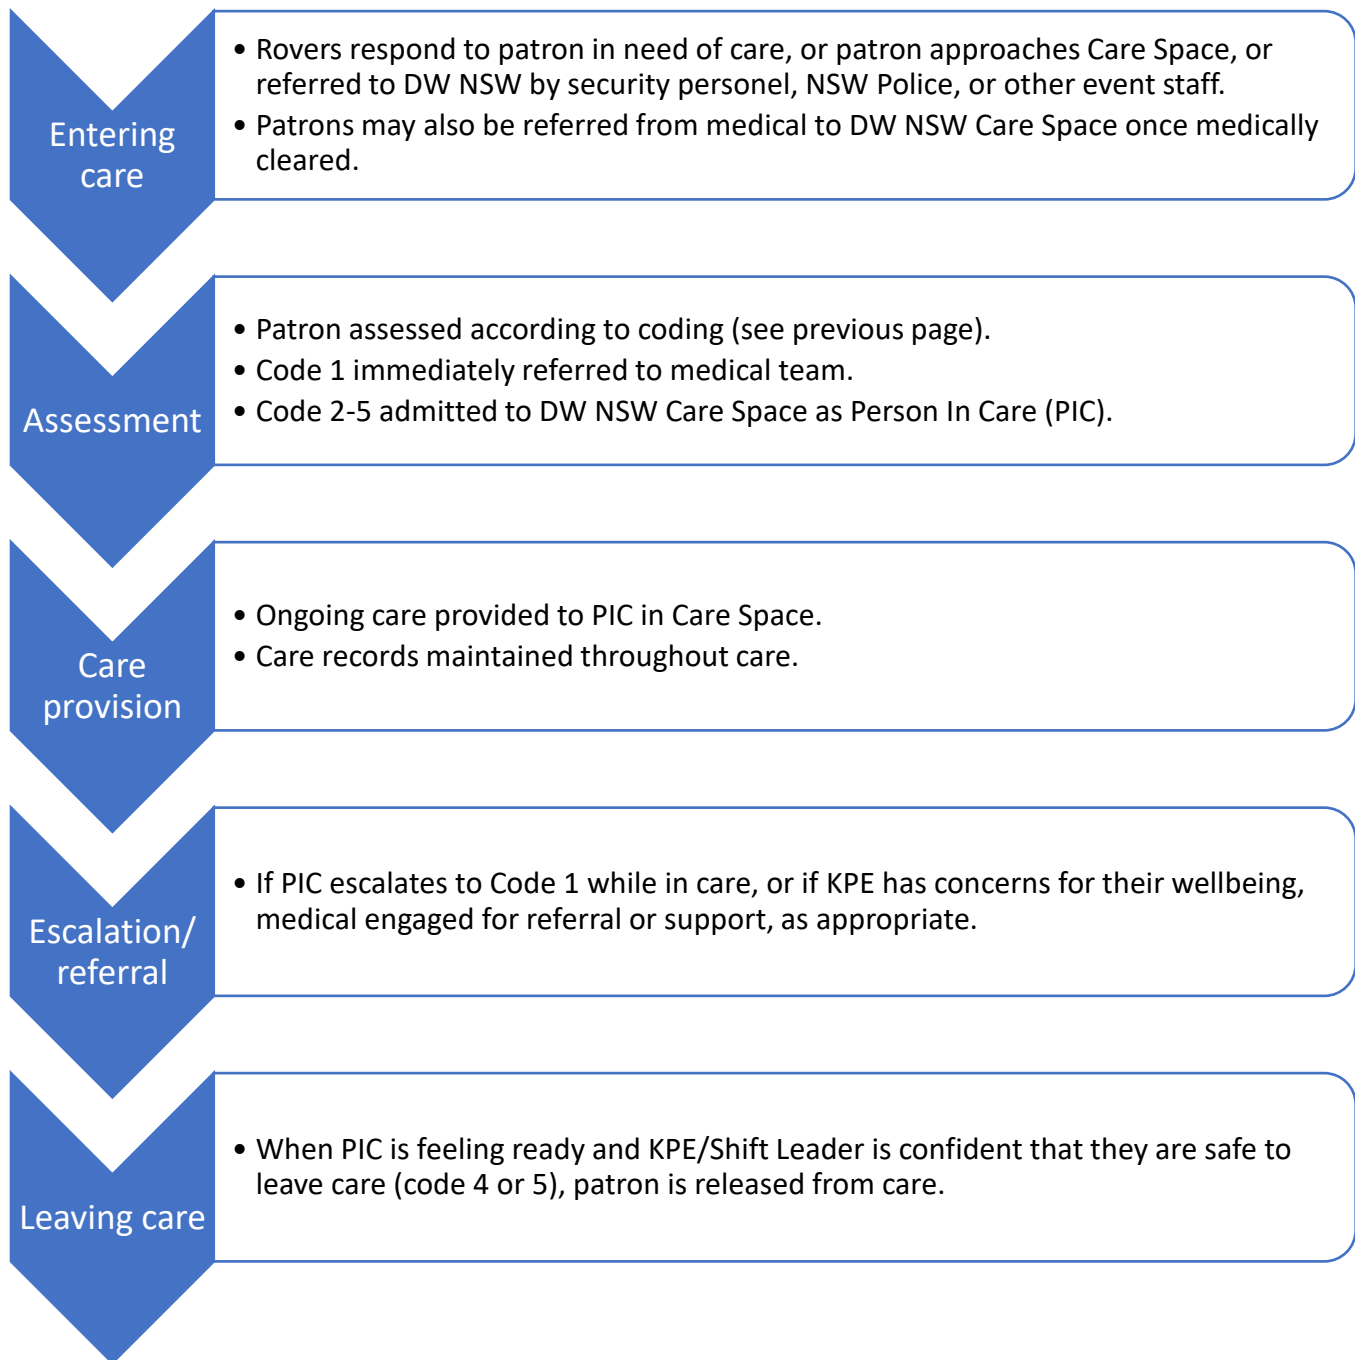 Entering
care
• Rovers respond to patron in need of care, or patron approaches Care Space, or
referred to DW NSW by security personel, NSW Police, or other event staff.
• Patrons may also be referred from medical to DW NSW Care Space once medically
cleared.
Assessment
• Patron assessed according to coding (see previous page).
• Code 1 immediately referred to medical team.
• Code 2-5 admitted to DW NSW Care Space as Person In Care (PIC).
Care
provision
• Ongoing care provided to PIC in Care Space.
• Care records maintained throughout care.
Escalation/
referral
• If PIC escalates to Code 1 while in care, or if KPE has concerns for their wellbeing,
medical engaged for referral or support, as appropriate.
Leaving care
• When PIC is feeling ready and KPE/Shift Leader is confident that they are safe to
leave care (code 4 or 5), patron is released from care.